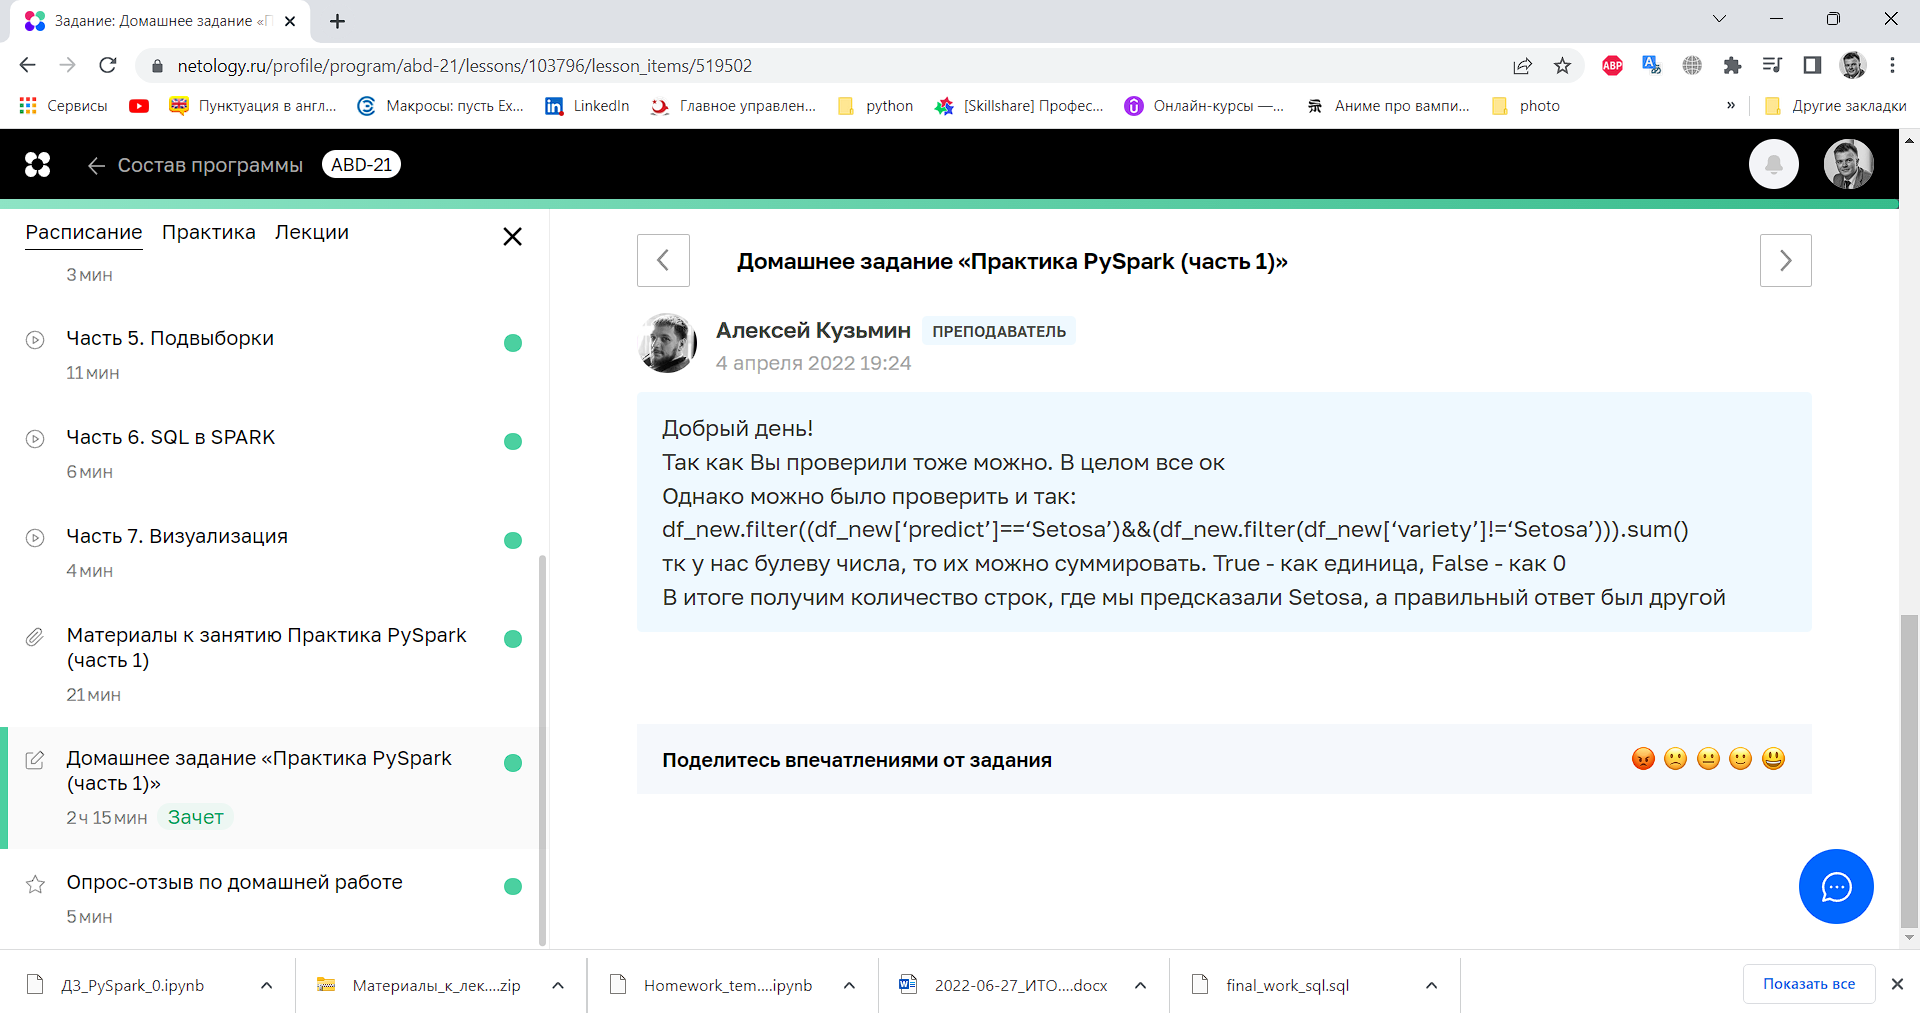 Задание: Домашнее задание «П
netology.ru/profile/program/abd-21/lessons/103796/lesson_items/519502
ABP
Сервисы
Пунктуация в англ...
Макросы: пусть Ex...
LinkedIn
Главное управлен...
python
[Skillshare] Профес...
Онлайн-курсы —...
Аниме про вампи...
photo
»
Другие закладки
Состав программы
ABD-21
Расписание Практика Лекции
3 мин
Часть 5. Подвыборки
11 мин
Часть 6. SQL в SPARK
6 мин
Часть 7. Визуализация
4 мин
Материалы к занятию Практика PySpark
(часть 1)
21 мин
Домашнее задание «Практика PySpark
(часть 1)»
2 ч 15 мин Зачет
Опрос-отзыв по домашней работе
5 мин
Домашнее задание «Практика PySpark (часть 1)»
Алексей Кузьмин ПРЕПОДАВАТЕЛЬ
4 апреля 2022 19:24
Добрый день!
Так как Вы проверили тоже можно. В целом все ок
Однако можно было проверить и так:
df_new.filter((df_new[‘predict’]==‘Setosa’)&&(df_new.filter(df_new[‘variety’]!=‘Setosa’))).sum()
тк у нас булеву числа, то их можно суммировать. True - как единица, False - как 0
В итоге получим количество строк, где мы предсказали Setosa, а правильный ответ был другой
Поделитесь впечатлениями от задания
ДЗ_PySpark_0.ipynb
Материалы_к_лек....zip
Homework_tem....ipynb
2022-06-27_ИТО....docx
final_work_sql.sql
Показать все